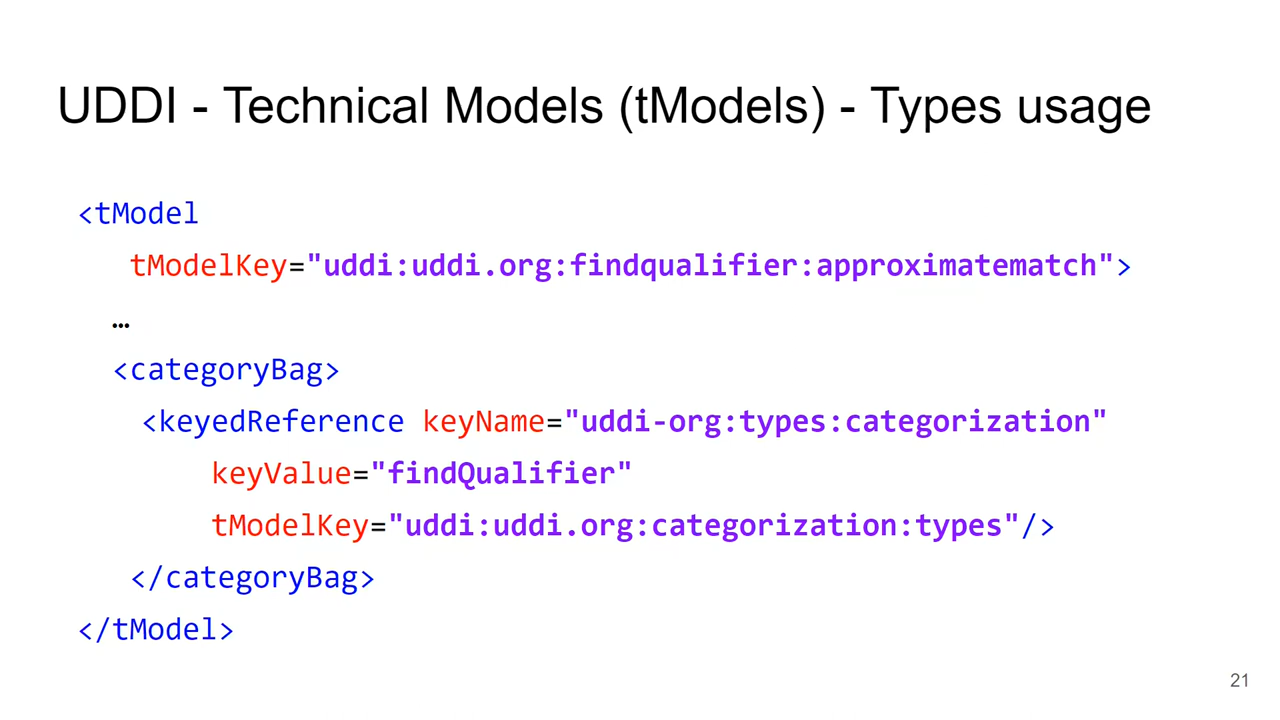 UDDI - Technical Models (tModels) - Types usage
<tModel
tModelKey="uddi:uddi.org:findqualifier:approximatematch">
…
<categoryBag>
<keyedReference keyName="uddi-org:types:categorization"
keyValue="findQualifier"
tModelKey="uddi:uddi.org:categorization:types"/>
</categoryBag>
</tModel>
21